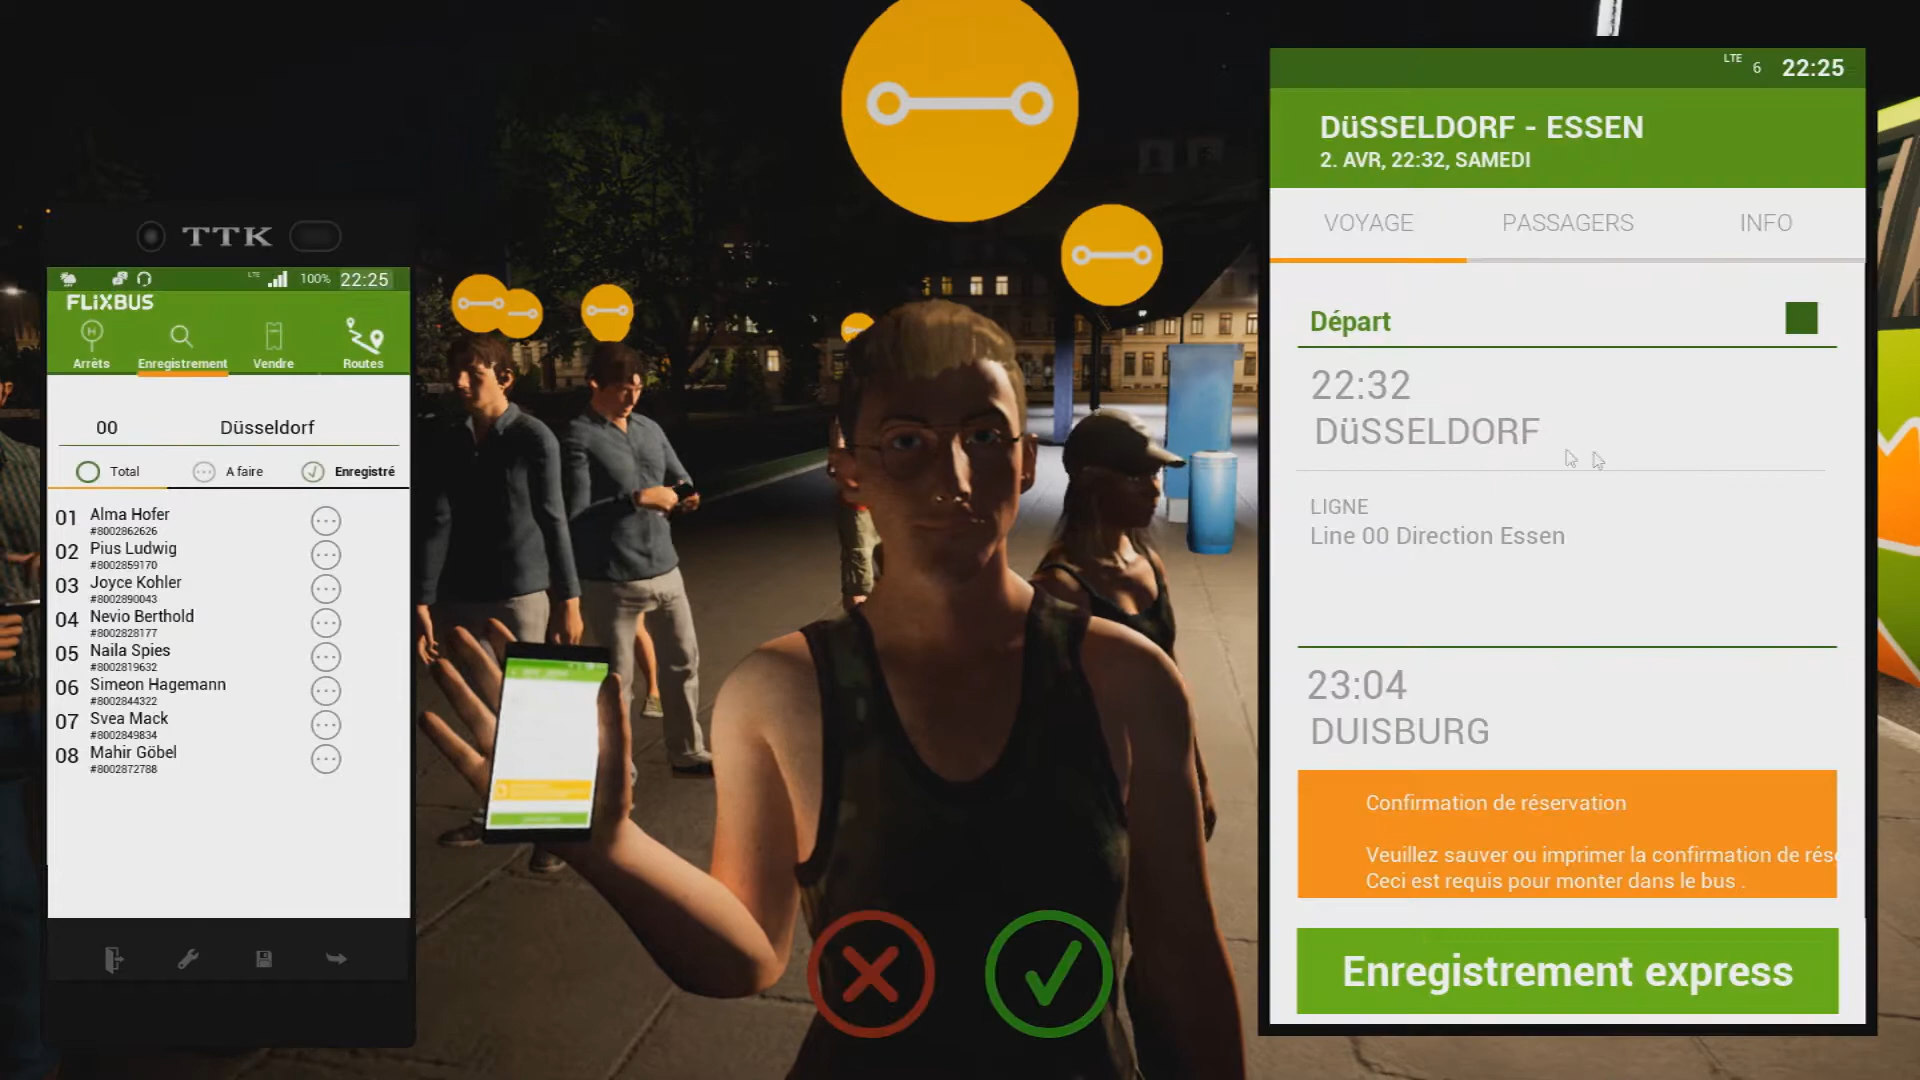 TTK
LTE 100% 22:25
FLiXBUS
Arrêts Enregistrement Vendre Routes
00 Düsseldorf
Total A faire Enregistré
01 Alma Hofer
#8002862626
02 Pius Ludwig
#8002859170
03 Joyce Kohler
#8002890043
04 Nevio Berthold
#8002828177
05 Naila Spies
#8002819632
06 Simeon Hagemann
#8002844322
07 Svea Mack
#8002849834
08 Mahir Göbel
#8002872788
LTE 6 22:25
DüSSELDORF - ESSEN
2. AVR, 22:32, SAMEDI
VOYAGE PASSAGERS INFO
Départ
22:32
DüSSELDORF
LIGNE
Line 00 Direction Essen
23:04
DUISBURG
Confirmation de réservation
Veuillez sauver ou imprimer la confirmation de rés
Ceci est requis pour monter dans le bus .
Enregistrement express